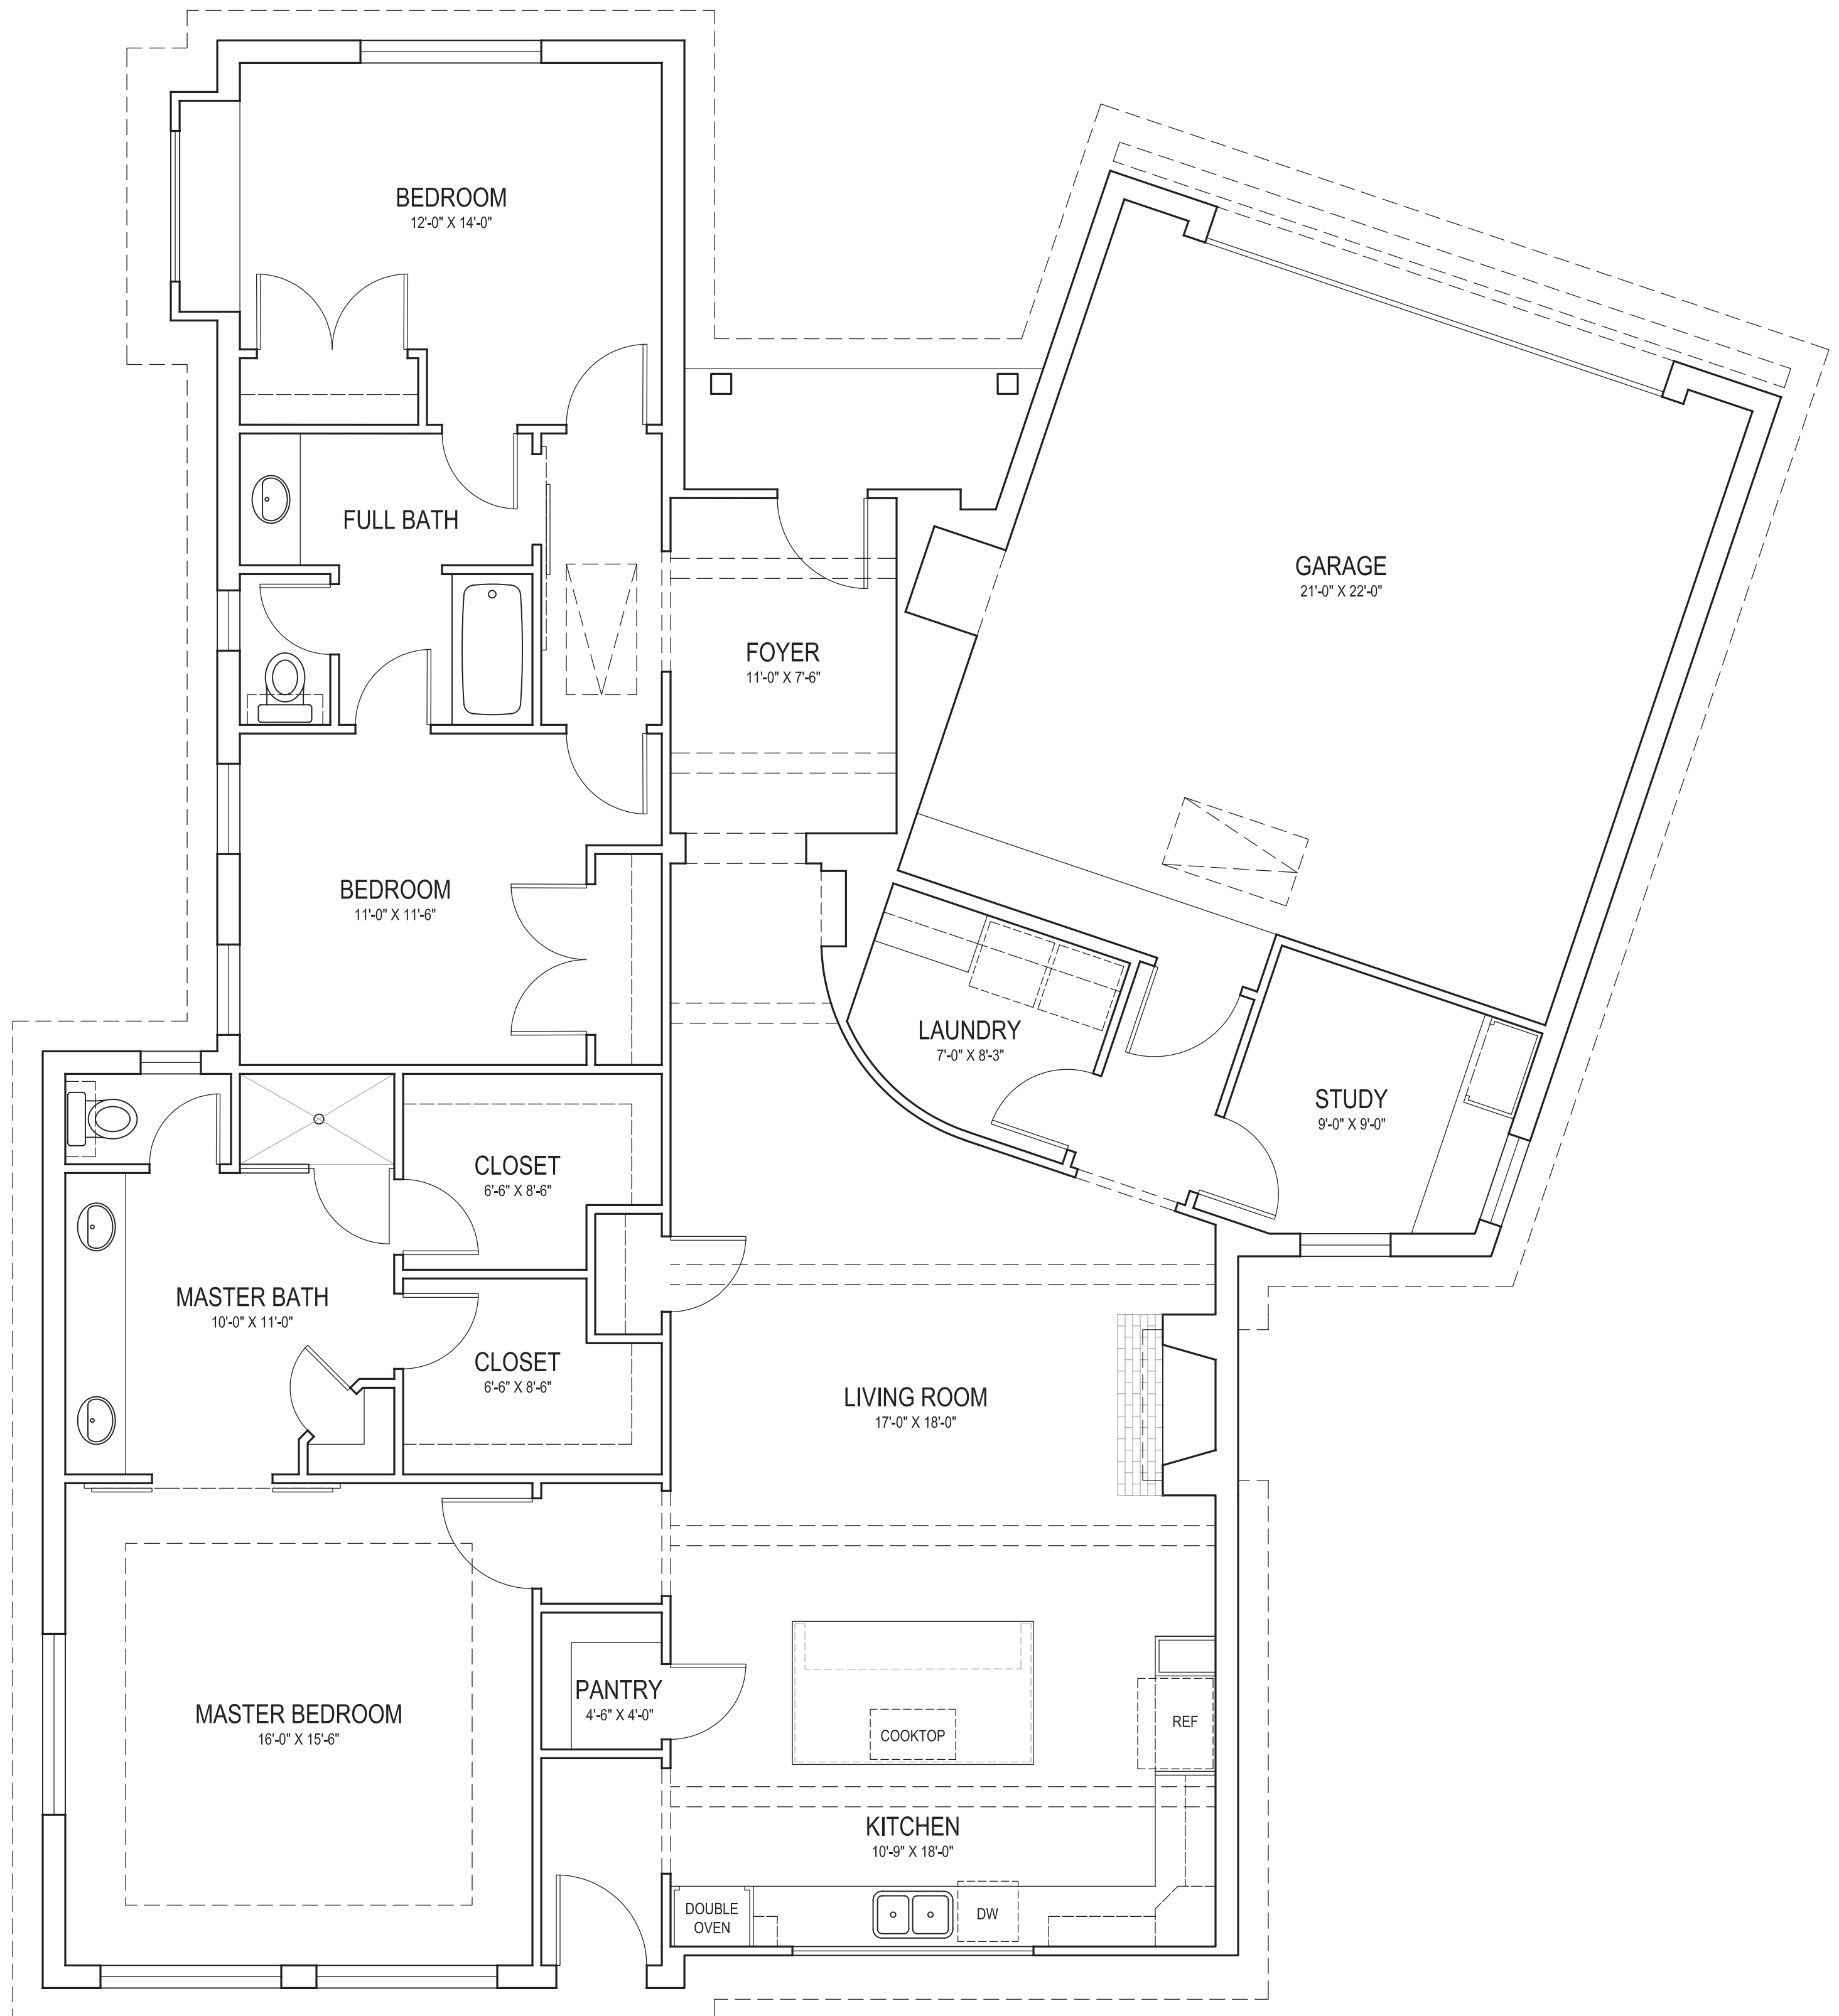 BEDROOM
12'-0" X 14'-0"
FULL BATH
GARAGE
21'-0" X 22'-0"
FOYER
11'-0" X 7'-6"
BEDROOM
11'-0" X 11'-6"
LAUNDRY
7'-0" X 8'-3"
STUDY
9'-0" X 9'-0"
CLOSET
6'-6" X 8'-6"
MASTER BATH
10'-0" X 11'-0"
CLOSET
6'-6" X 8'-6"
LIVING ROOM
17'-0" X 18'-0"
MASTER BEDROOM
16'-0" X 15'-6"
PANTRY
4'-6" X 4'-0"
COOKTOP
REF
KITCHEN
10'-9" X 18'-0"
DOUBLE
OVEN
DW